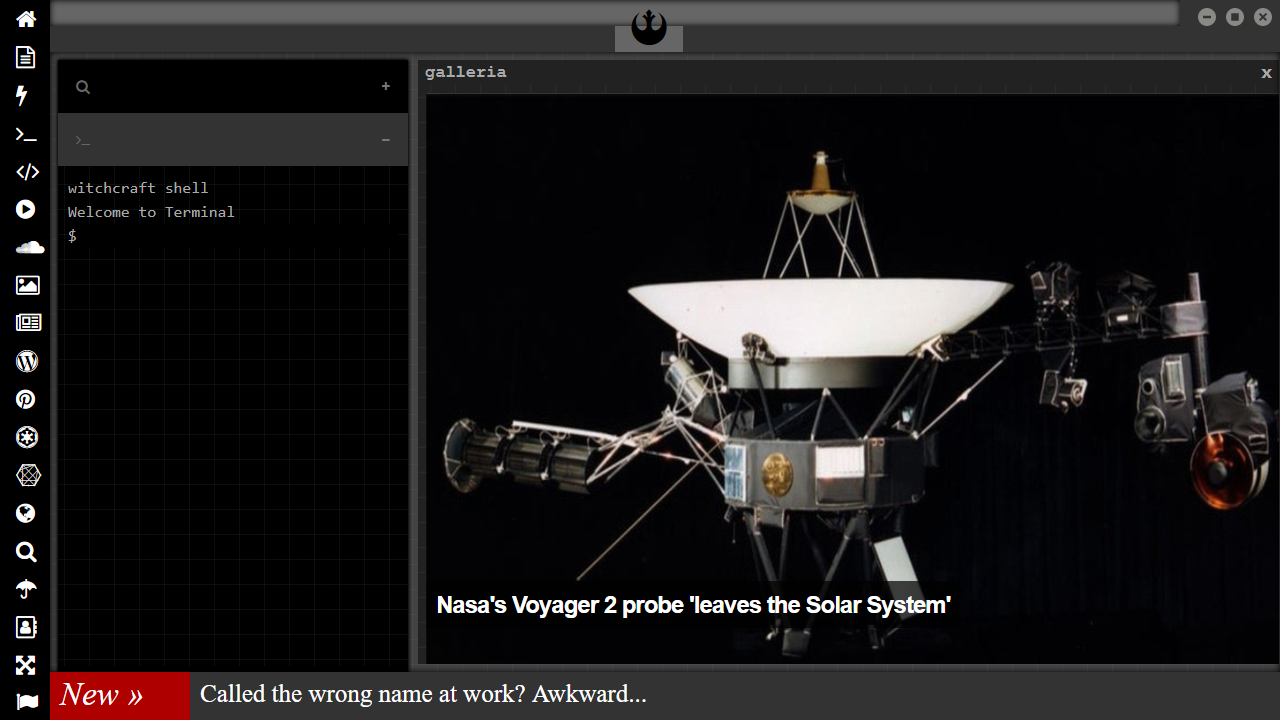 galleria
x
+
>_
−
witchcraft shell
Welcome to Terminal
$
Nasa's Voyager 2 probe 'leaves the Solar System'
New »
Called the wrong name at work? Awkward...